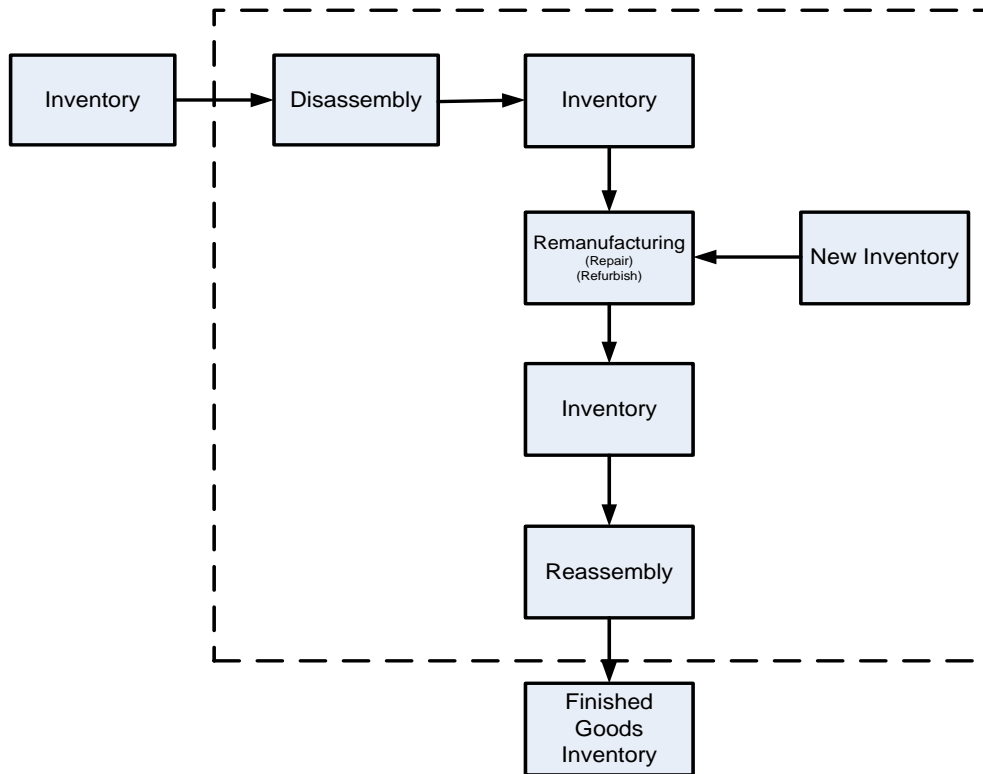 Inventory
Disassembly
Inventory
Remanufacturing
(Repair)
(Refurbish)
New Inventory
Inventory
Reassembly
Finished
Goods
Inventory